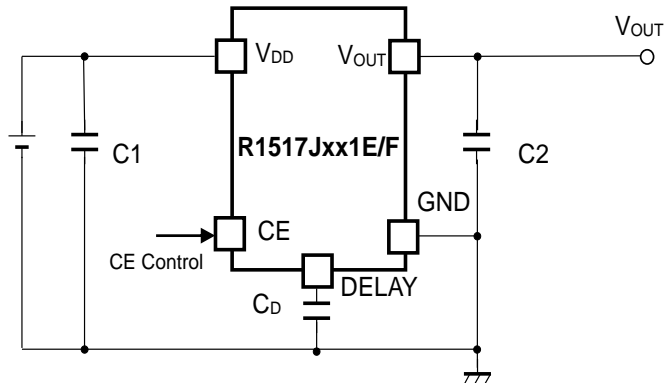 VOUT
VDD
VOUT
C1
R1517Jxx1E/F
C2
GND
CE
CE Control
DELAY
CD